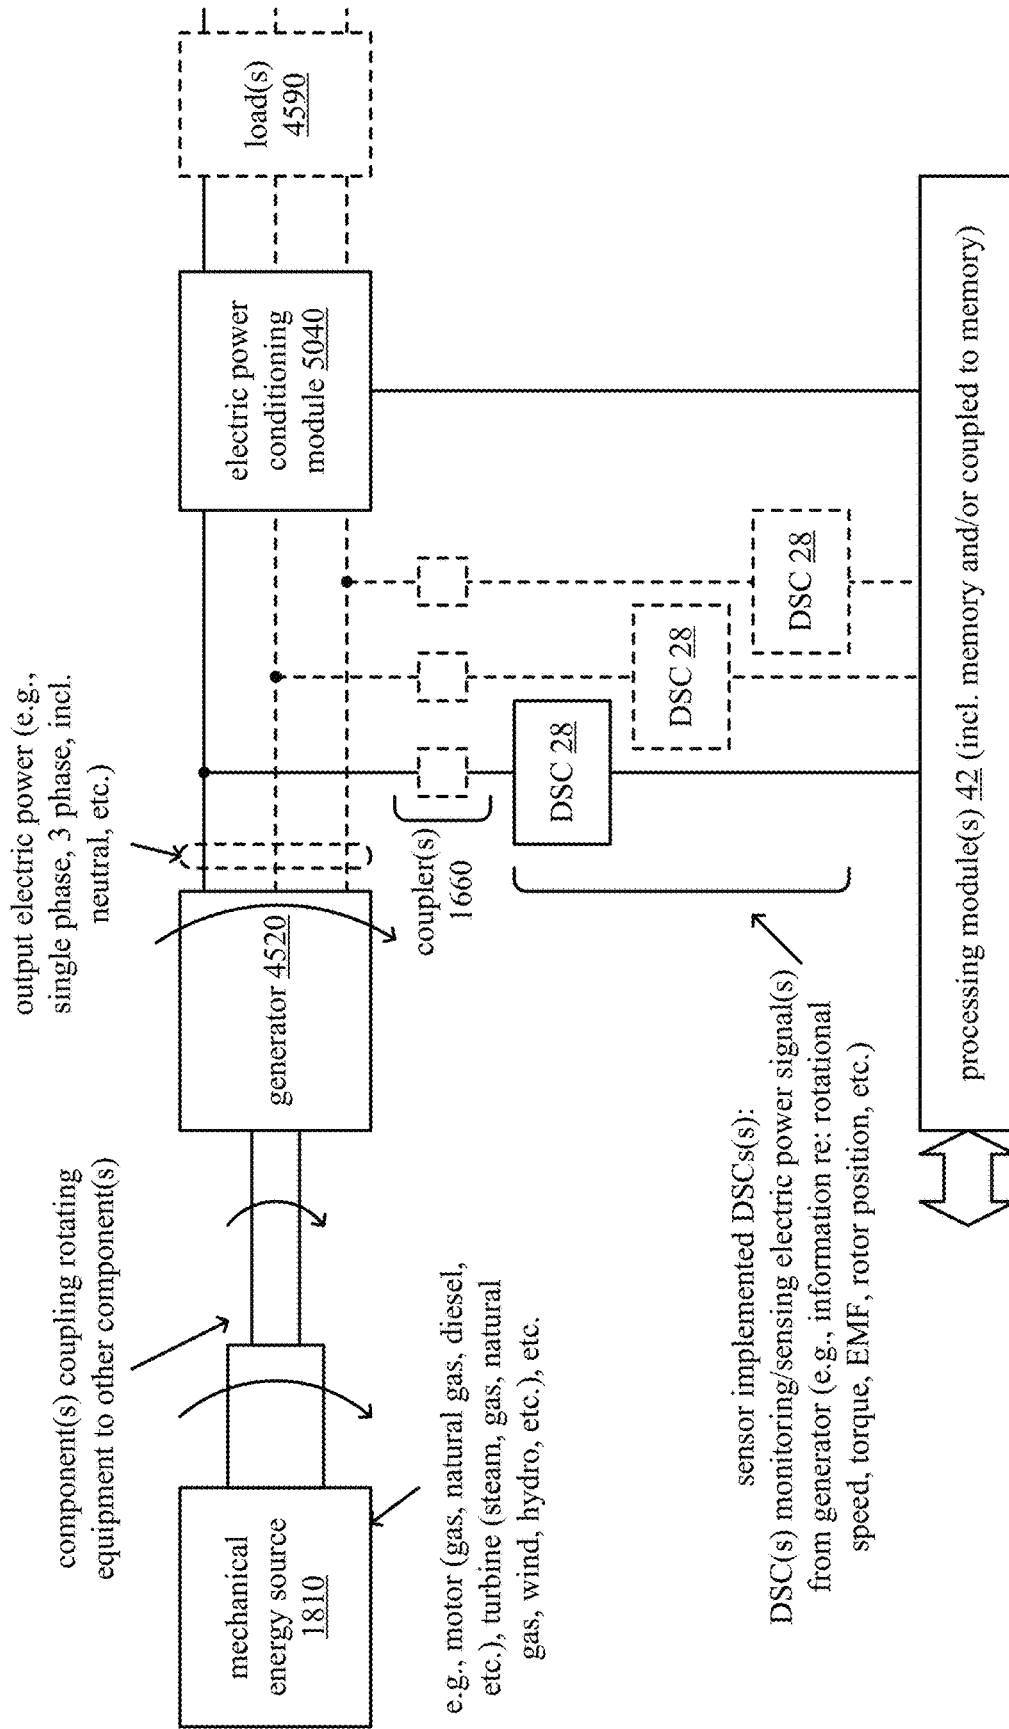 output electric power (e.g.,
single phase, 3 phase, incl.
neutral, etc.)
component(s) coupling rotating
equipment to other component(s)
mechanical
energy source
1810
generator 4520
electric power
conditioning
module 5040
load(s)
4590
e.g., motor (gas, natural gas, diesel,
etc.), turbine (steam, gas, natural
gas, wind, hydro, etc.), etc.
coupler(s)
1660
DSC 28
DSC 28
DSC 28
sensor implemented DSCs(s):
DSC(s) monitoring/sensing electric power signal(s)
from generator (e.g., information re: rotational
speed, torque, EMF, rotor position, etc.)
processing module(s) 42 (incl. memory and/or coupled to memory)